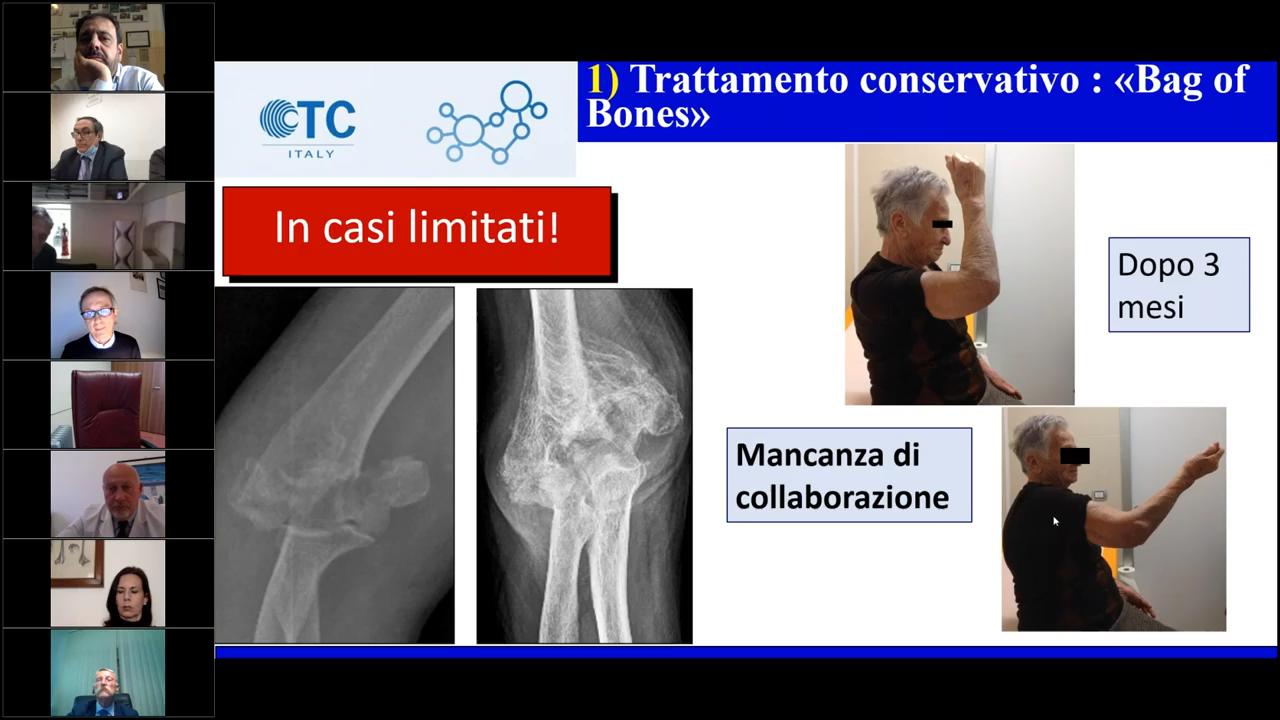 CTC
ITALY
1) Trattamento conservativo : «Bag of
Bones»
In casi limitati!
Dopo 3
mesi
Mancanza di
collaborazione